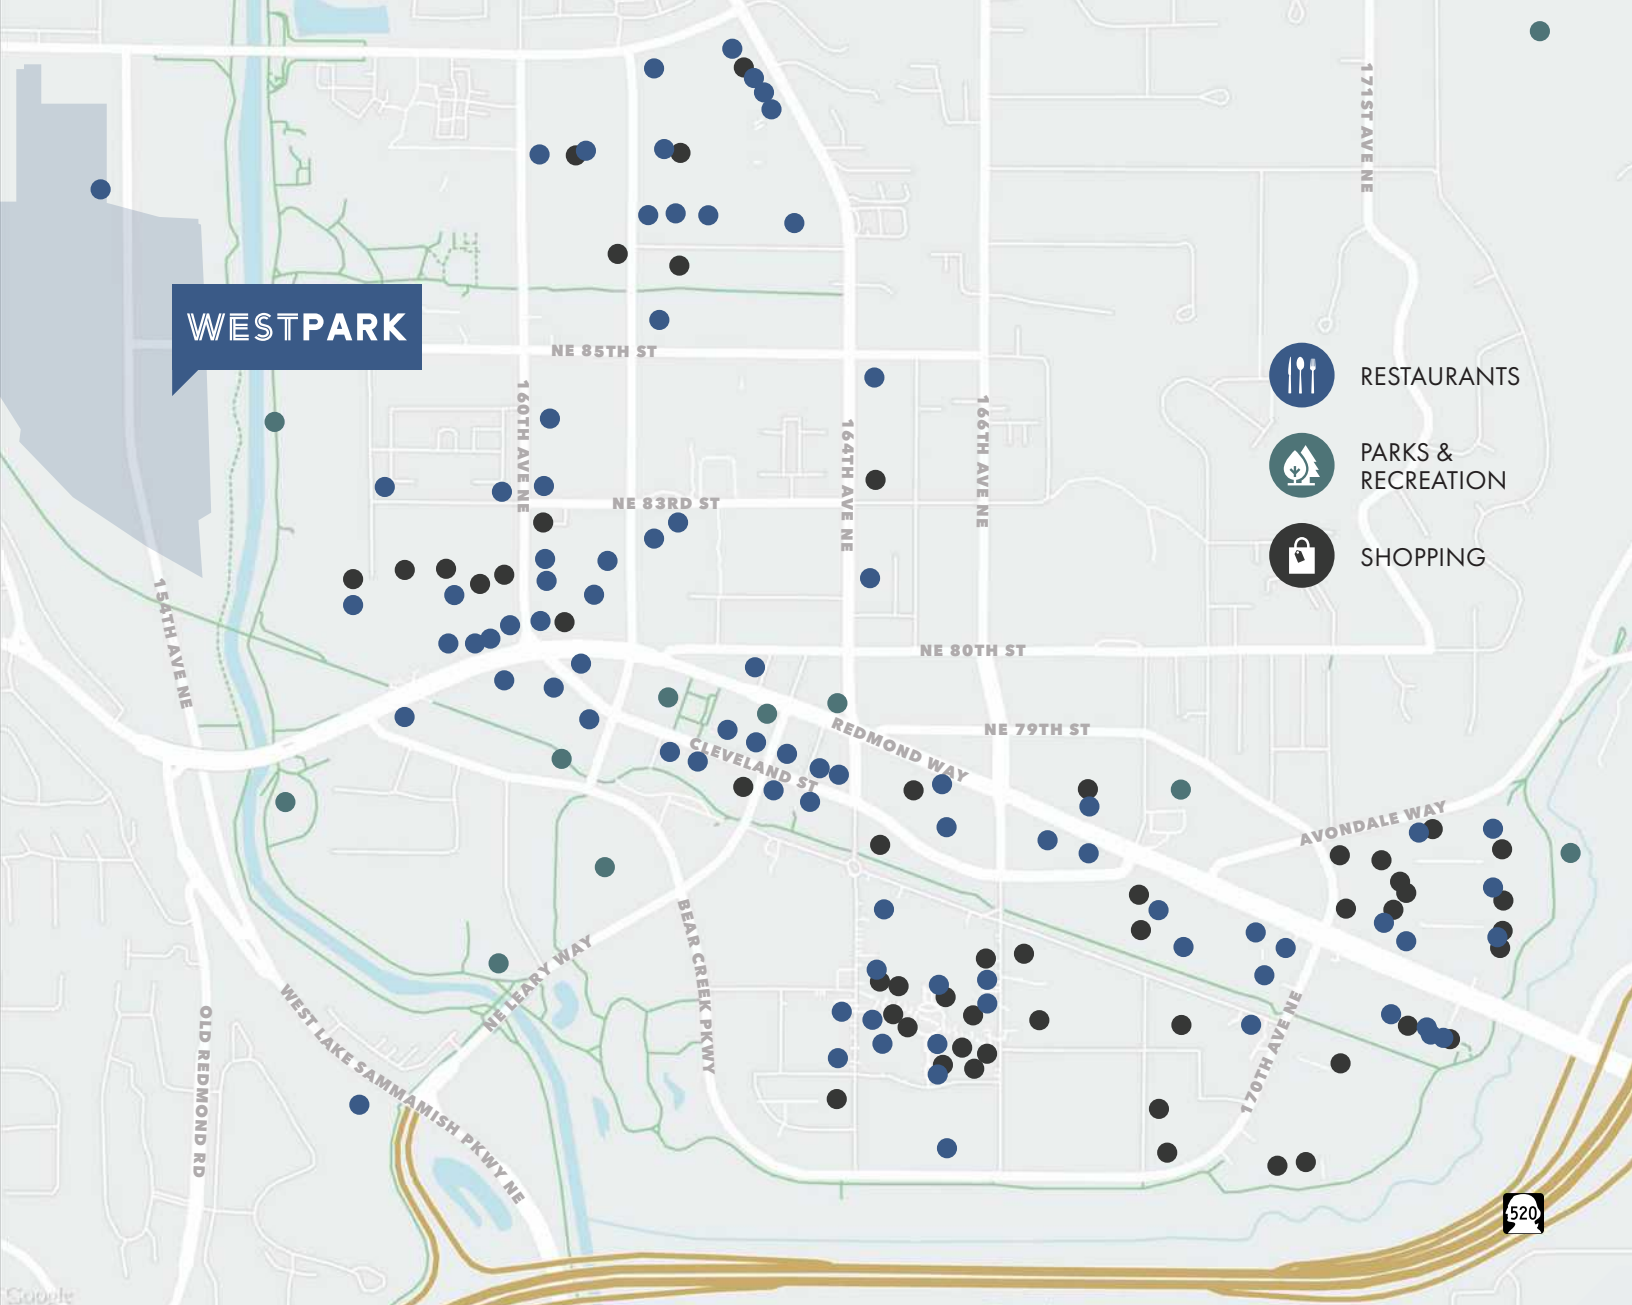 171ST AVE NE
WESTPARK
NE 85TH ST
RESTAURANTS
160TH AVE NE
164TH AVE NE
166TH AVE NE
PARKS &
RECREATION
NE 83RD ST
SHOPPING
154TH AVE NE
NE 80TH ST
REDMOND WAY
NE 79TH ST
CLEVELAND ST
AVONDALE WAY
BEAR CREEK PKWY
NE LEARY WAY
WEST LAKE SAMMAMISH PKWY NE
OLD REDMOND RD
170TH AVE NE
520
Google